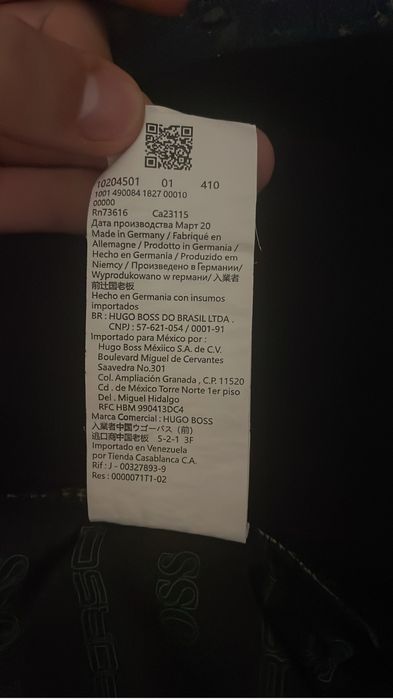 10204501 01 410
1001 490084 1827 00010
00000
Rn73616 Ca23115
Дата производства Март 20
Made in Germany / Fabriqué en
Allemagne / Prodotto in Germania /
Hecho en Germania / Produzido em
Niemcy / Произведено в Германии/
Wyprodukowano w германи/ 入業者
前辻国老板
Hecho en Germania con insumos
importados
BR : HUGO BOSS DO BRASIL LTDA .
CNPJ : 57-621-054 / 0001-91
Importado para México por :
Hugo Boss Méxiico S.A. de C.V.
Boulevard Miguel de Cervantes
Saavedra No.301
Col. Ampliación Granada , C.P. 11520
Cd . de México Torre Norte 1er piso
Del . Miguel Hidalgo
RFC HBM 990413DC4
Marca Comercial : HUGO BOSS
入業者中国ウゴーバス（前）
迯口商中国老板 5-2-1 3F
Importado en Venezuela
por Tienda Casablanca C.A.
Rif : J - 00327893-9
Res : 0000071T1-02